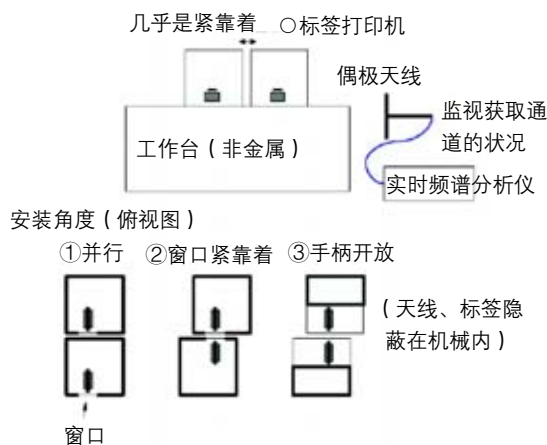 几乎是紧靠着 ○标签打印机
偶极天线
监视获取通
道的状况
工作台（非金属）
实时频谱分析仪
安装角度（俯视图）
①并行 ②窗口紧靠着 ③手柄开放
（天线、标签隐
蔽在机械内）
窗口